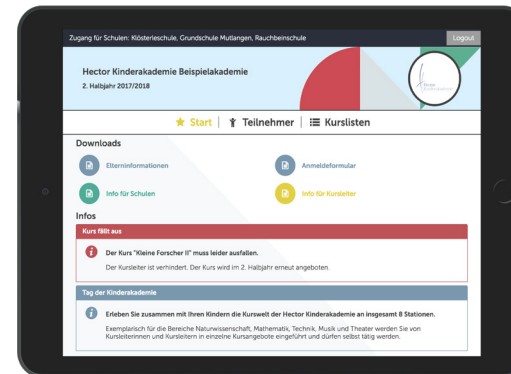 Zugang für Schulen: Klösterleschule, Grundschule Mutlangen, Rauchbeinschule
Logout
Hector Kinderakademie Beispielakademie
2. Halbjahr 2017/2018
Start
Teilnehmer
Kurslisten
Downloads
Elterninformationen
Anmeldeformular
Info für Schulen
Info für Kursleiter
Infos
Kurs fällt aus
Der Kurs "Kleine Forscher II" muss leider ausfallen.
Der Kursleiter ist verhindert. Der Kurs wird im 2. Halbjahr erneut angeboten.
Tag der Kinderakademie
Erleben Sie zusammen mit Ihren Kindern die Kurswelt der Hector Kinderakademie an insgesamt 8 Stationen.
Exemplarisch für die Bereiche Naturwissenschaft, Mathematik, Technik, Musik und Theater werden Sie von
Kursleiterinnen und Kursleitern in einzelne Kursangebote eingeführt und dürfen selbst tätig werden.